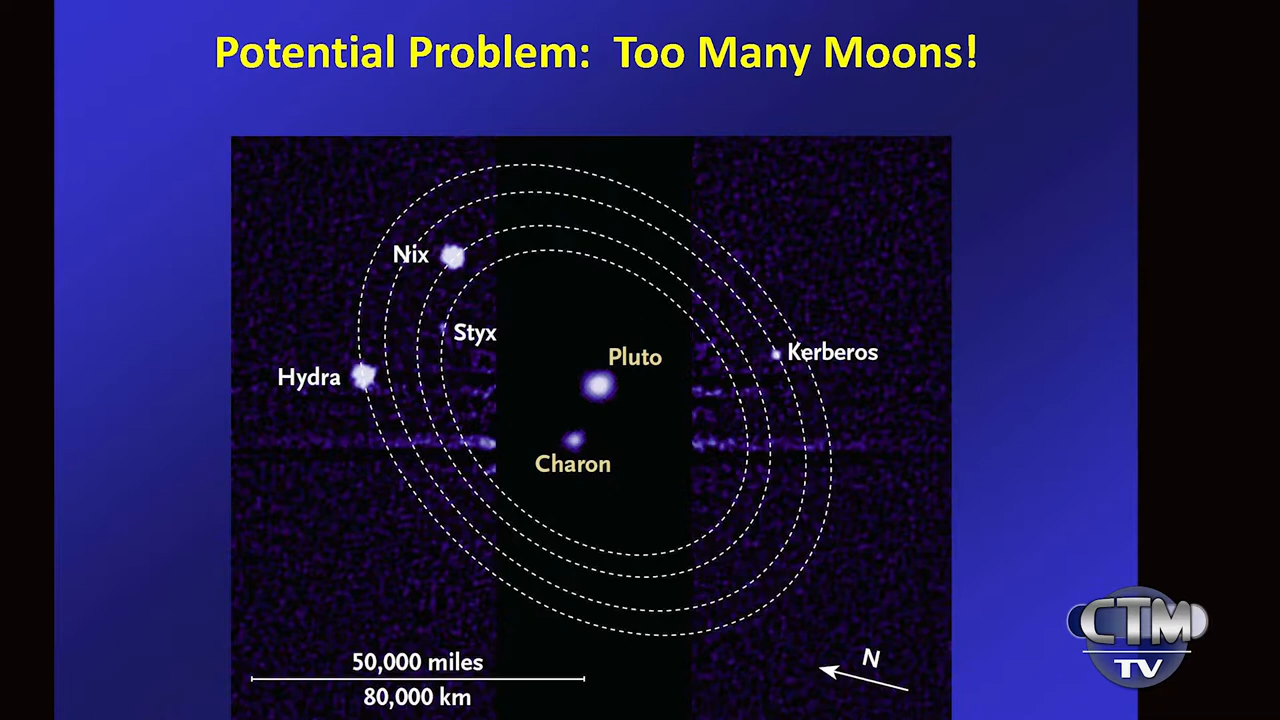 Potential Problem: Too Many Moons!
Nix
Styx
Pluto
Kerberos
Hydra
Charon
50,000 miles
80,000 km
N
CTM
TV